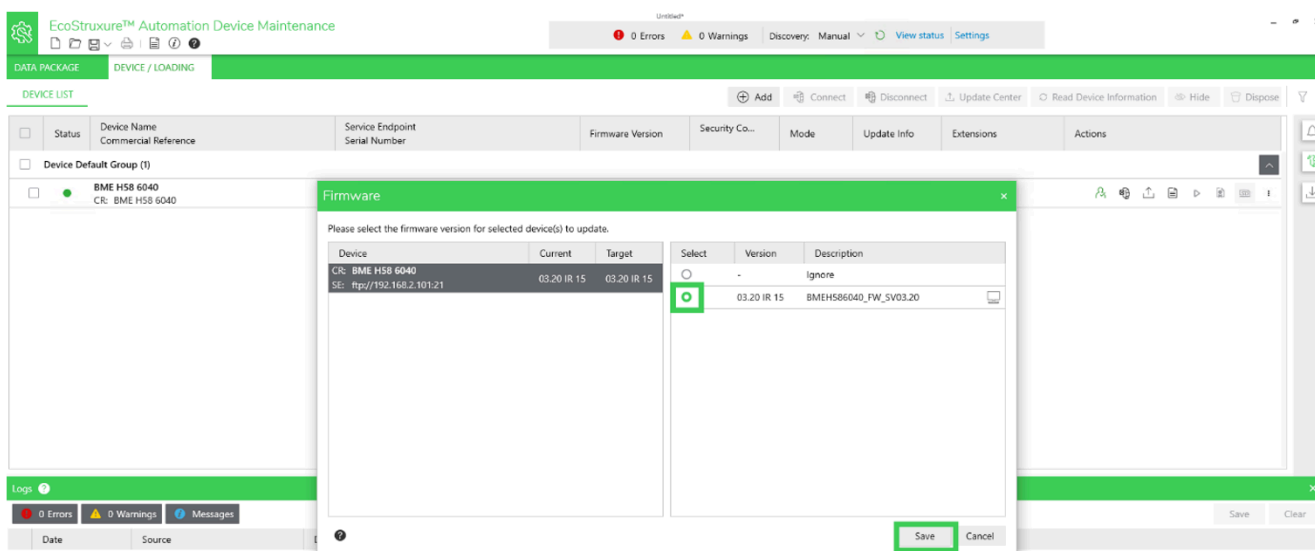 Untitled*
EcoStruxure™ Automation Device Maintenance
0 Errors 0 Warnings Discovery: Manual View status Settings
DATA PACKAGE DEVICE / LOADING
DEVICE LIST
Add Connect Disconnect Update Center Read Device Information Hide Dispose
Status Device Name Service Endpoint Firmware Version Security Co... Mode Update Info Extensions Actions
Commercial Reference Serial Number
Device Default Group (1)
BME H58 6040
CR: BME H58 6040
Firmware
Please select the firmware version for selected device(s) to update.
Device Current Target Select Version Description
CR: BME H58 6040 03.20 IR 15 03.20 IR 15
SE: ftp://192.168.2.101:21
- Ignore
03.20 IR 15 BMEH586040_FW_SV03.20
Logs
0 Errors 0 Warnings Messages
Save Clear
Date Source
Save Cancel